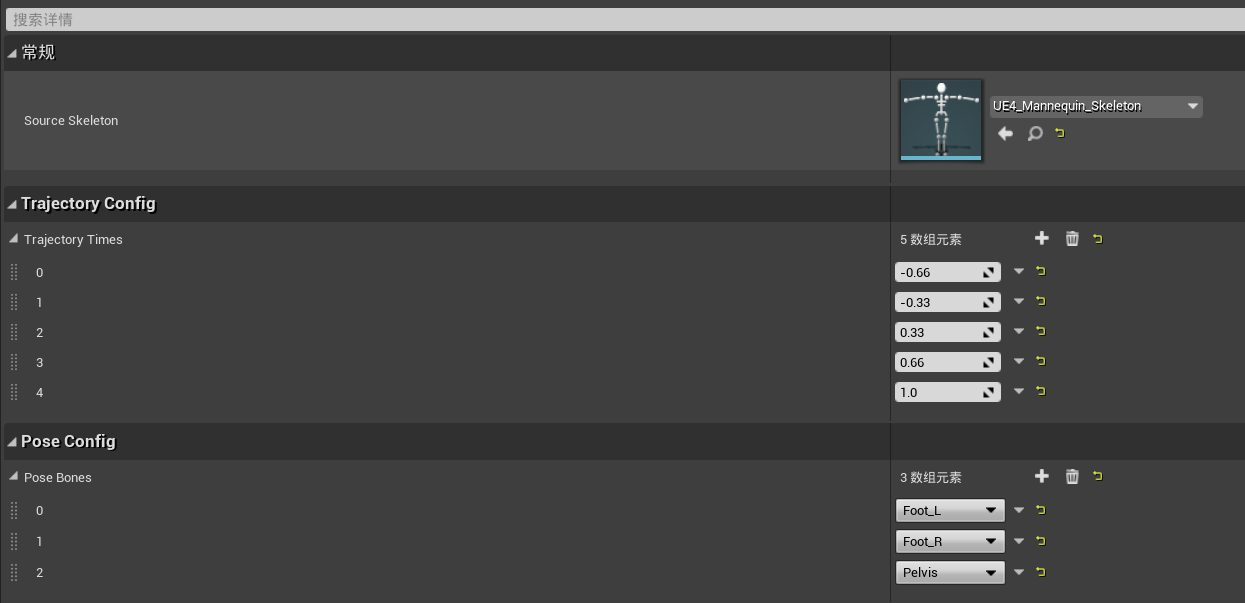 搜索详情
常规
Source Skeleton
UE4_Mannequin_Skeleton
Trajectory Config
Trajectory Times 5 数组元素
0 -0.66
1 -0.33
2 0.33
3 0.66
4 1.0
Pose Config
Pose Bones 3 数组元素
0 Foot_L
1 Foot_R
2 Pelvis